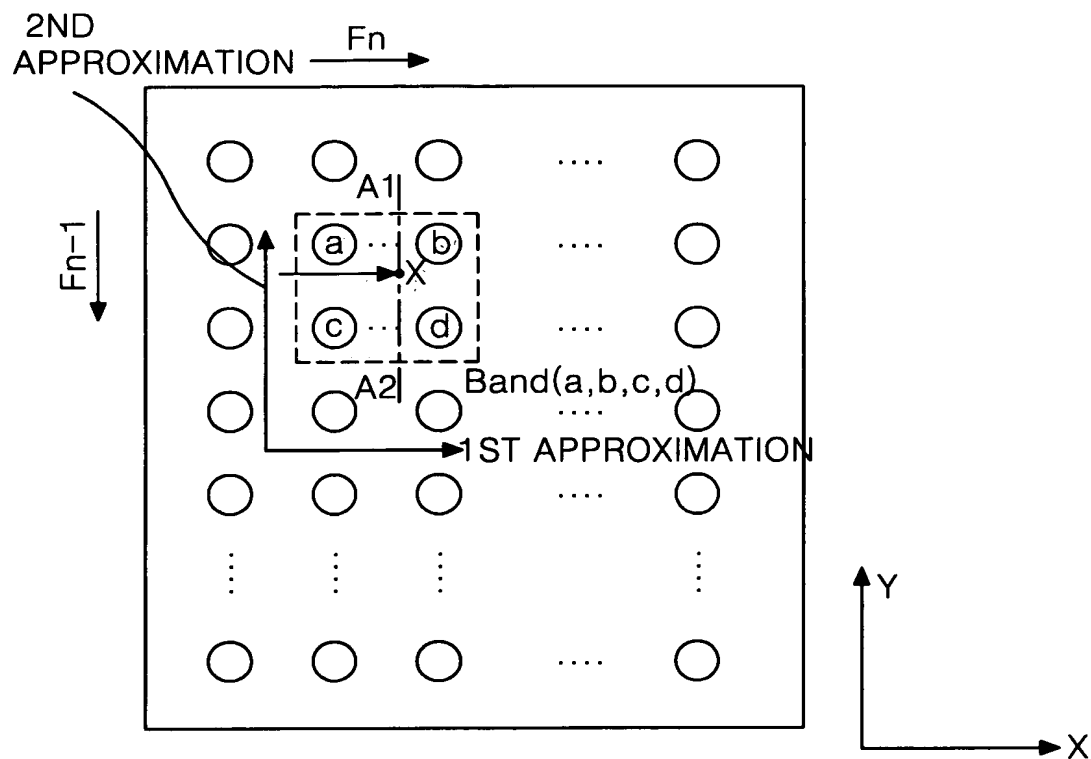 2ND
APPROXIMATION
Fn
Fn-1
A1
a .... b
X
c .... d
A2
Band(a,b,c,d)
1ST APPROXIMATION
Y
X